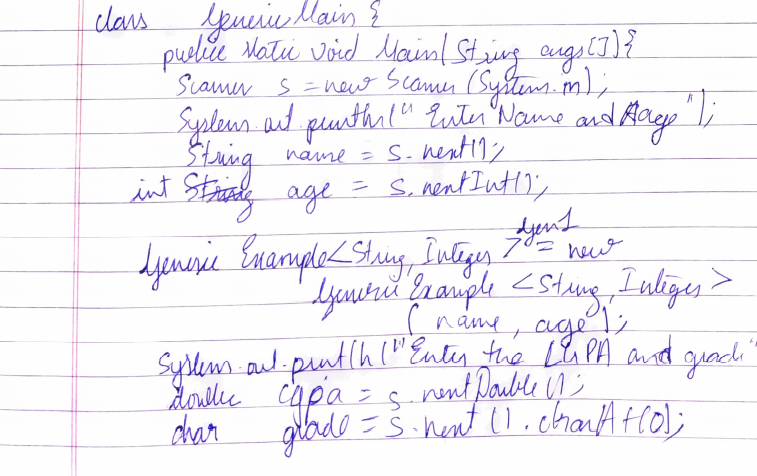 class GenericMain {
public static void Main(String args[]){
Scanner s = new Scanner (System.in);
System.out.println("Enter Name and Age");
String name = s.next();
int age = s.nextInt();
Generic Example<String, Integer> gen1 = new
Generic Example <String, Integer>
(name, age);
System.out.println("Enter the CGPA and grade"
double cgpa = s.nextDouble();
char grade = s.next().charAt(0);